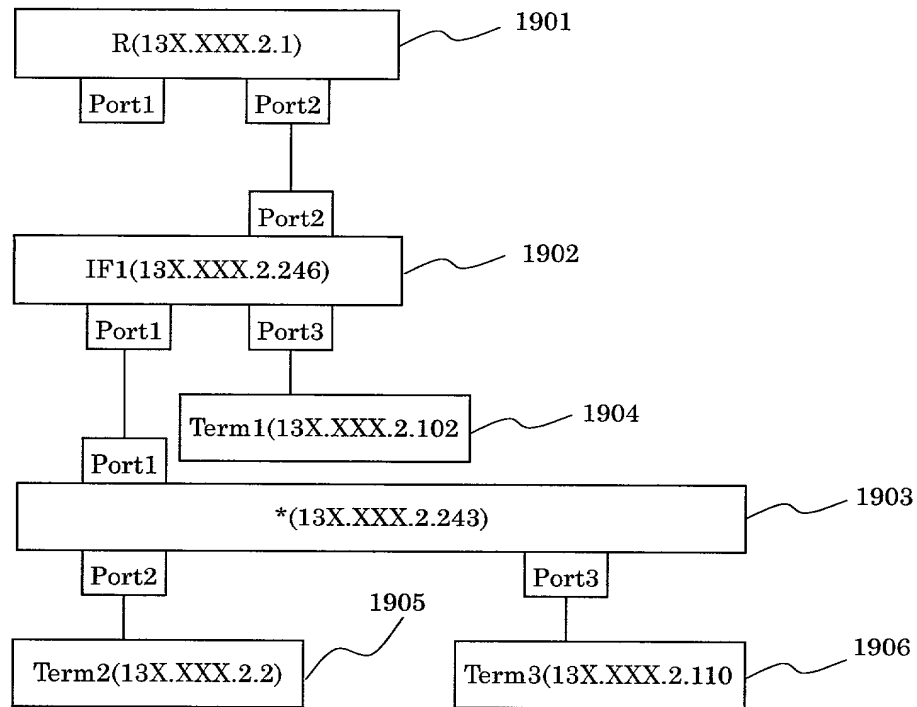 1901
R(13X.XXX.2.1)
Port1 Port2
Port2
1902
IF1(13X.XXX.2.246)
Port1 Port3
1904
Term1(13X.XXX.2.102
Port1
1903
*(13X.XXX.2.243)
Port2 Port3
1905
Term2(13X.XXX.2.2)
1906
Term3(13X.XXX.2.110